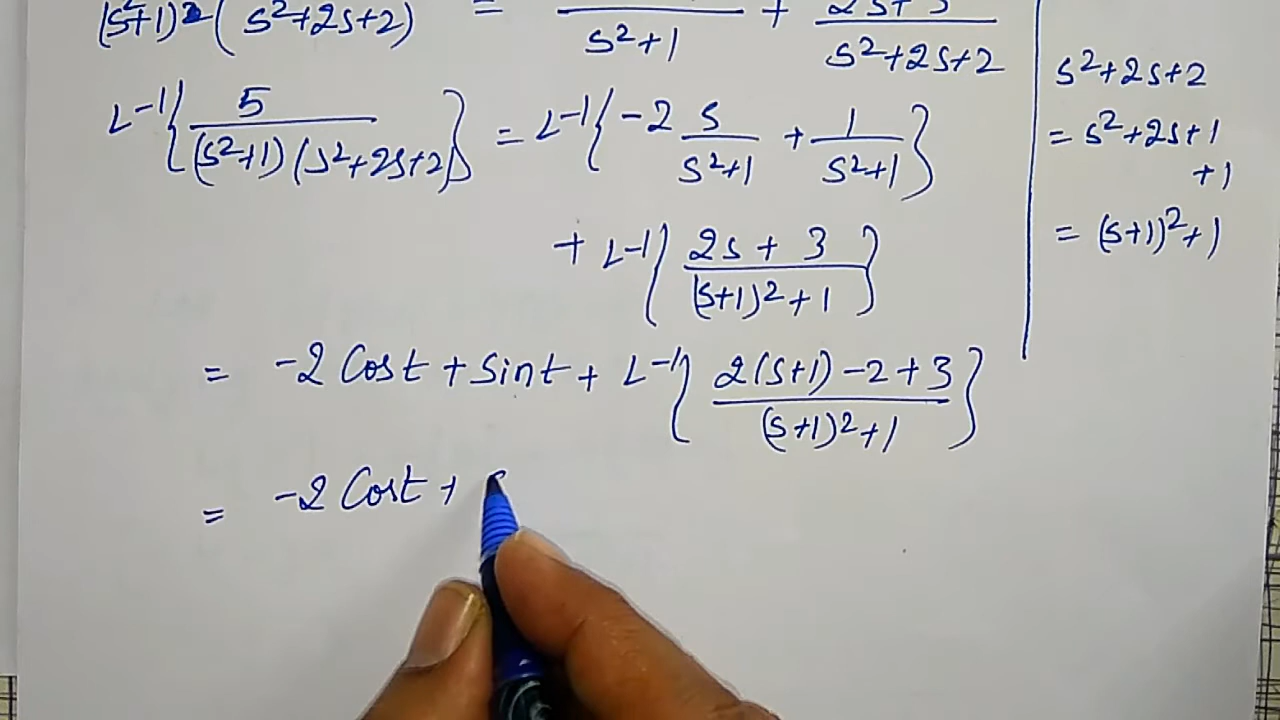 (s²+1) (s²+2s+2) = / s²+1 + 2s+3 / s²+2s+2
L⁻¹{5 / (s²+1)(s²+2s+2)} = L⁻¹{-2 s / s²+1 + 1 / s²+1}
+ L⁻¹{2s + 3 / (s+1)²+1}
= -2 Cost + Sint + L⁻¹{2(s+1) -2+3 / (s+1)²+1}
= -2 Cost +
s²+2s+2
= s²+2s+1
+1
= (s+1)²+1